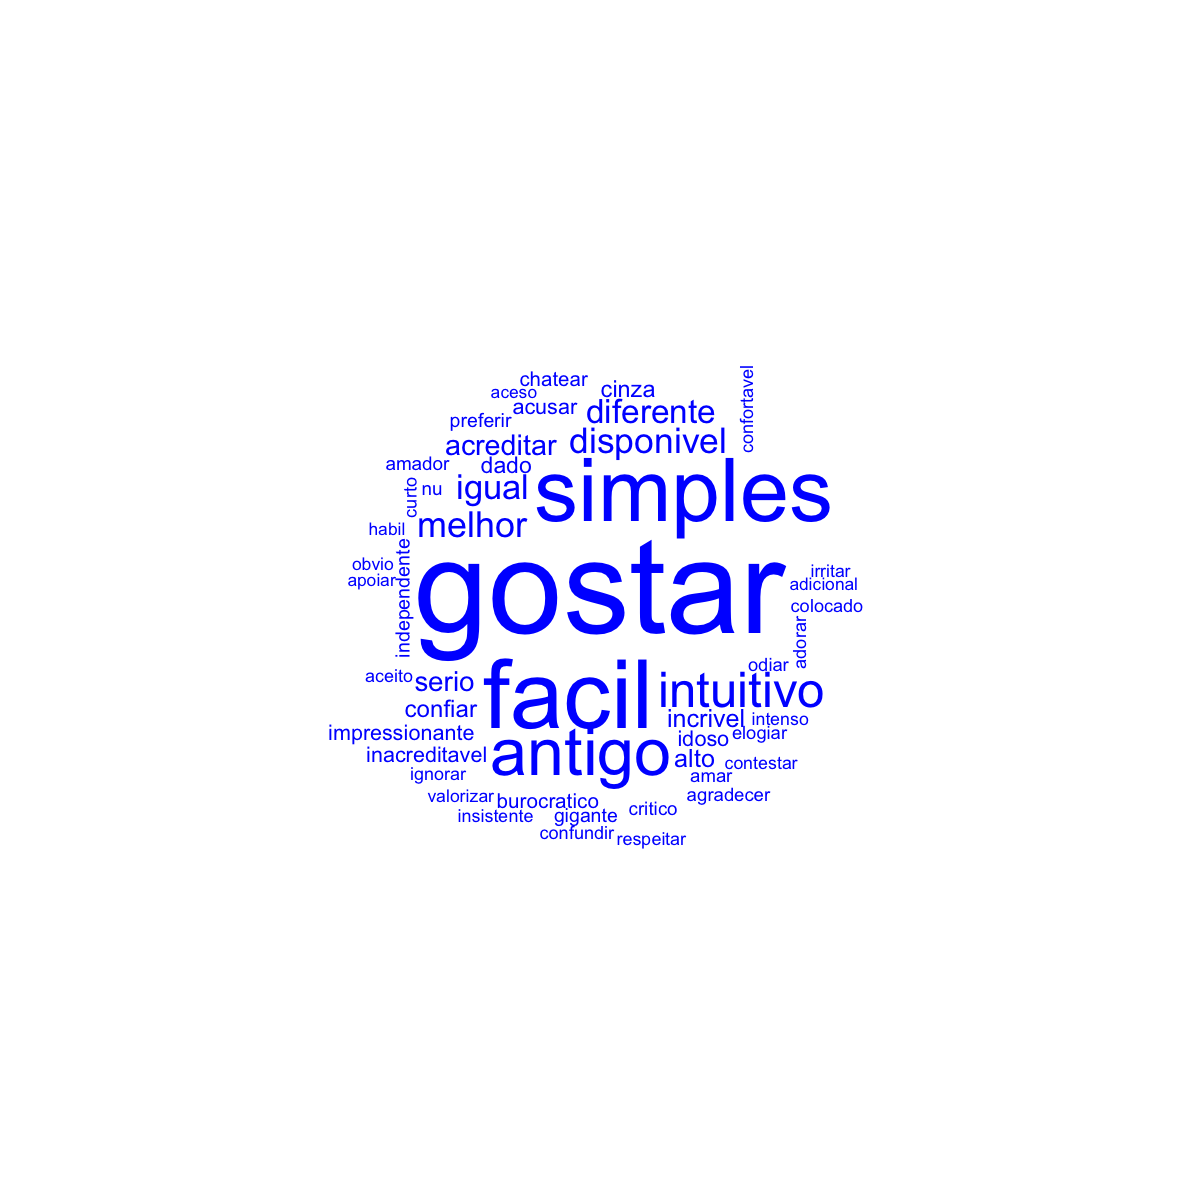 chatear
cinza
confortavel
aceso
acusar
diferente
preferir
acreditar
disponivel
amador
dado
simples
curto
nu
igual
habil
melhor
gostar
obvio
apoiar
independente
irritar
adicional
colocado
adorar
odiar
aceito
serio
facil
intuitivo
confiar
incrivel
intenso
impressionante
antigo
idoso
elogiar
inacreditavel
alto
contestar
ignorar
amar
valorizar
burocratico
agradecer
insistente
gigante
critico
confundir
respeitar